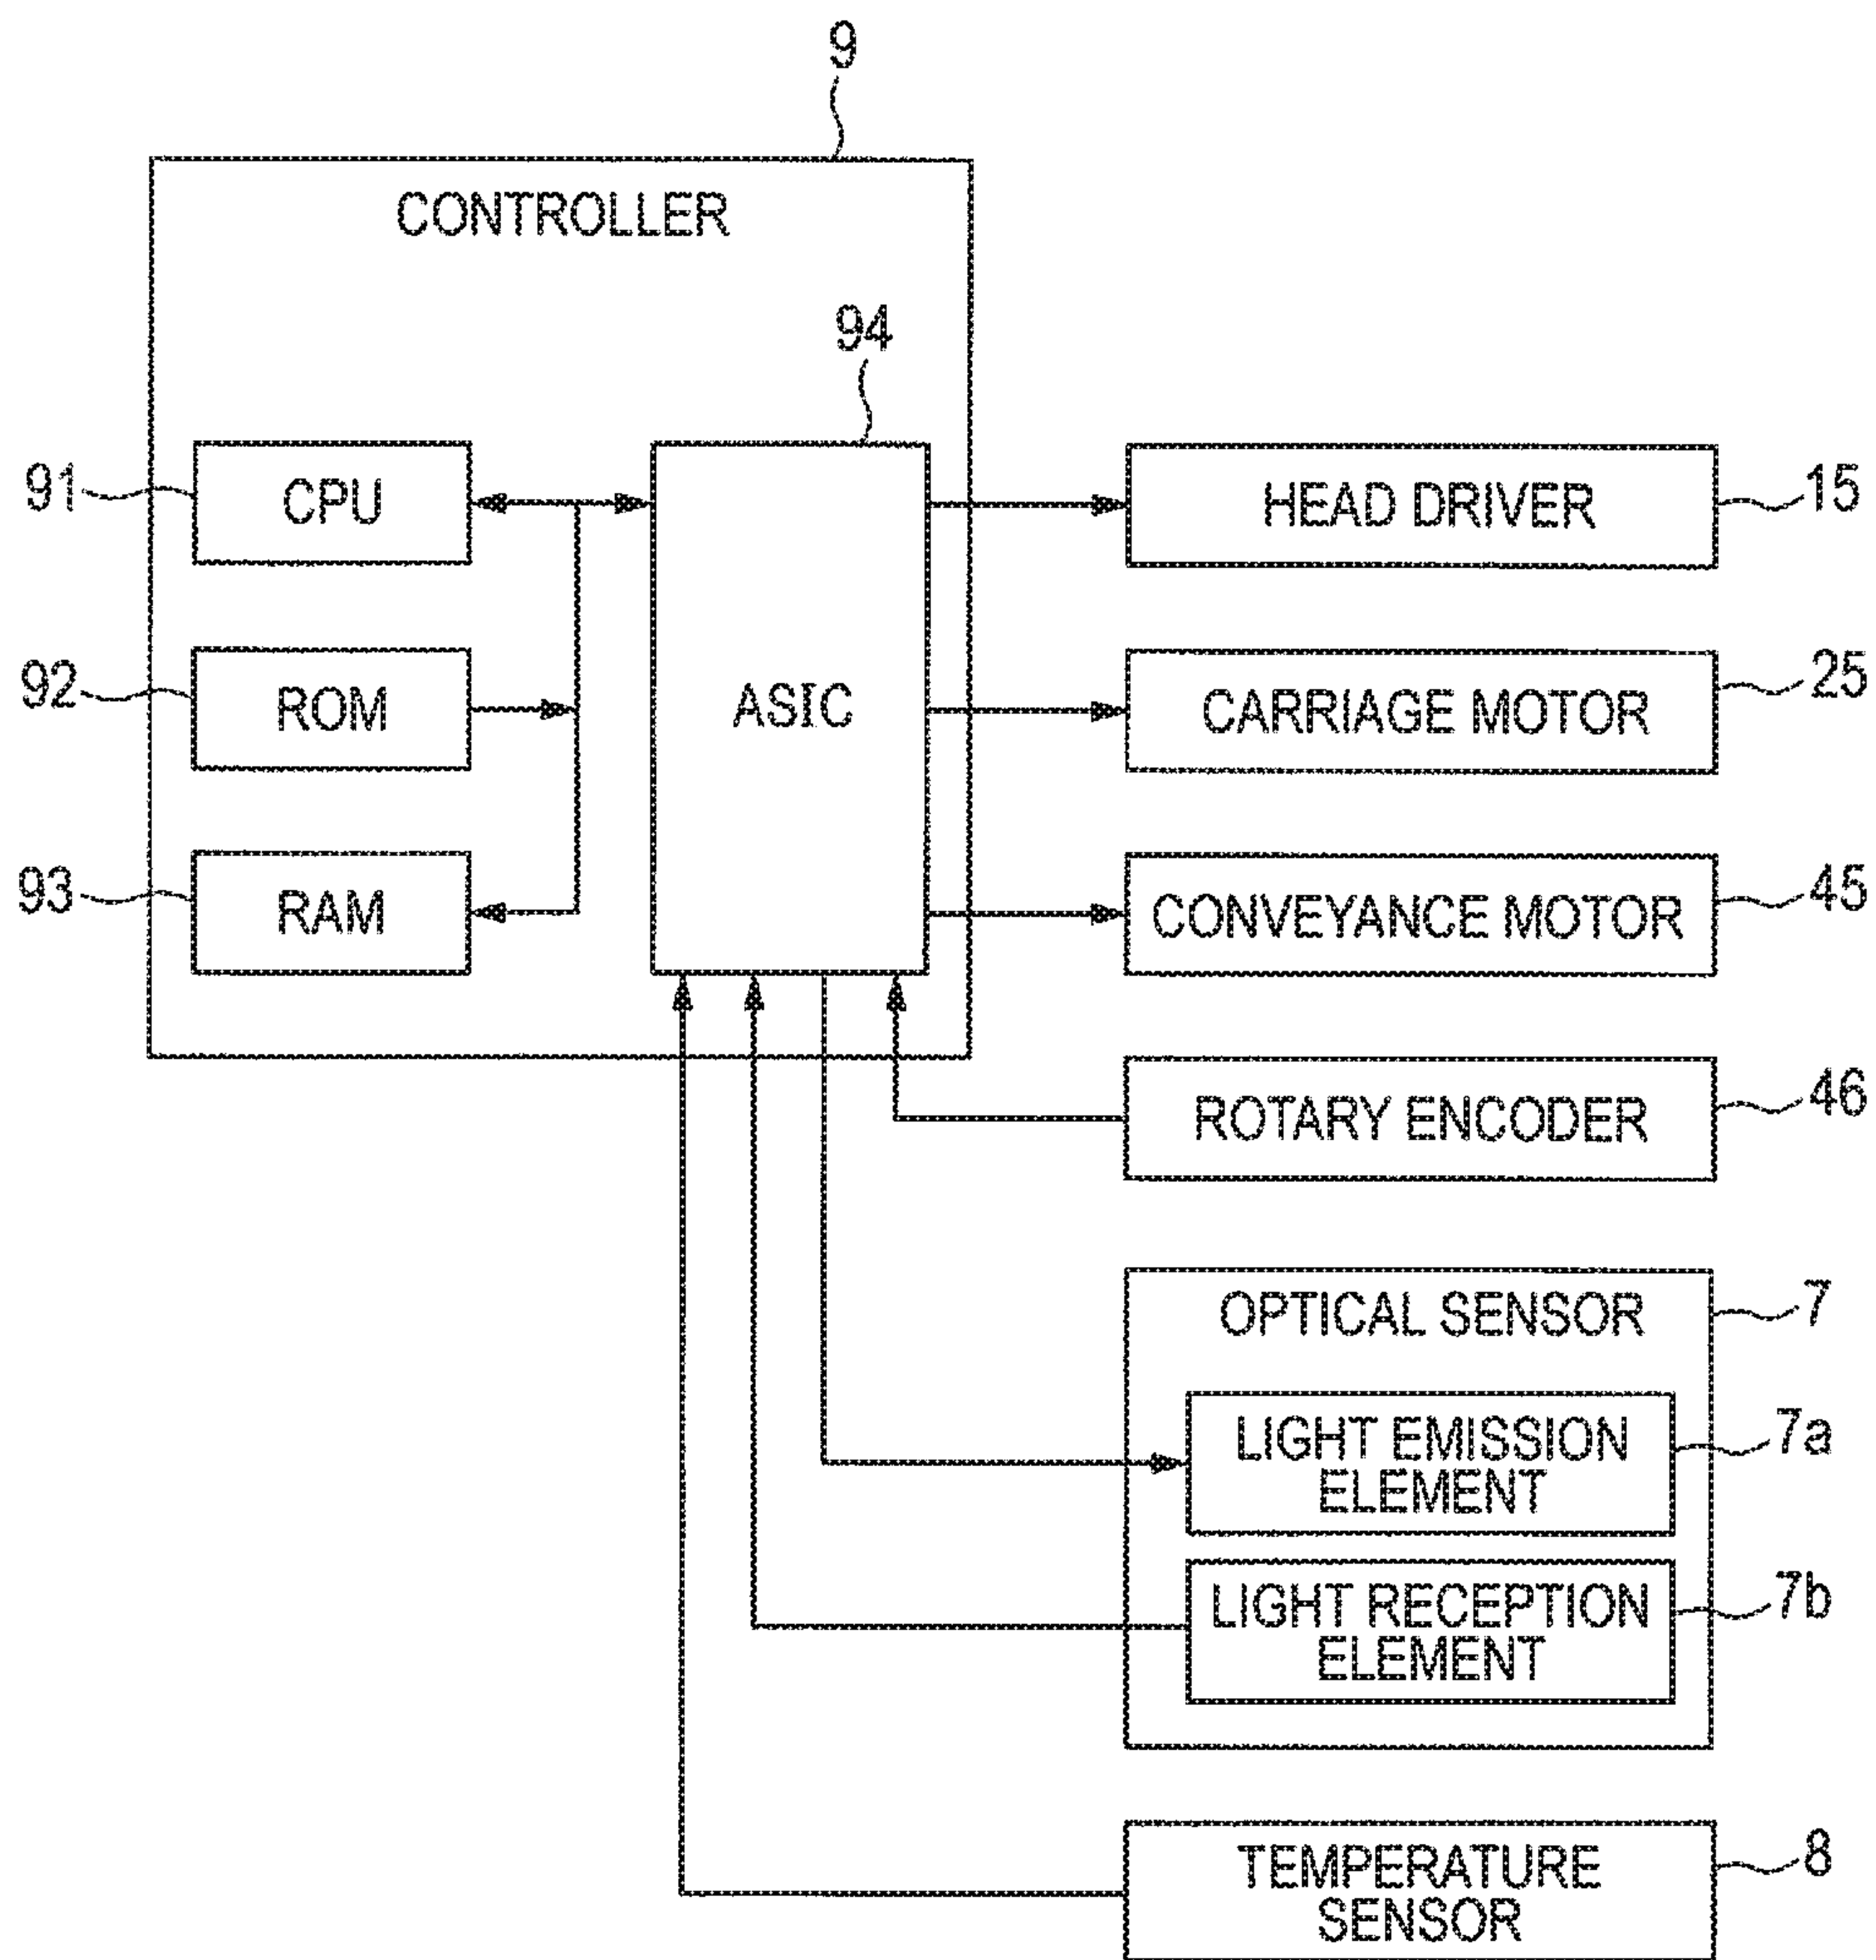 9
CONTROLLER
94
91
CPU
HEAD DRIVER
15
92
ROM
ASIC
CARRIAGE MOTOR
25
93
RAM
CONVEYANCE MOTOR
45
ROTARY ENCODER
46
OPTICAL SENSOR
7
LIGHT EMISSION
ELEMENT
7a
LIGHT RECEPTION
ELEMENT
7b
TEMPERATURE
SENSOR
8